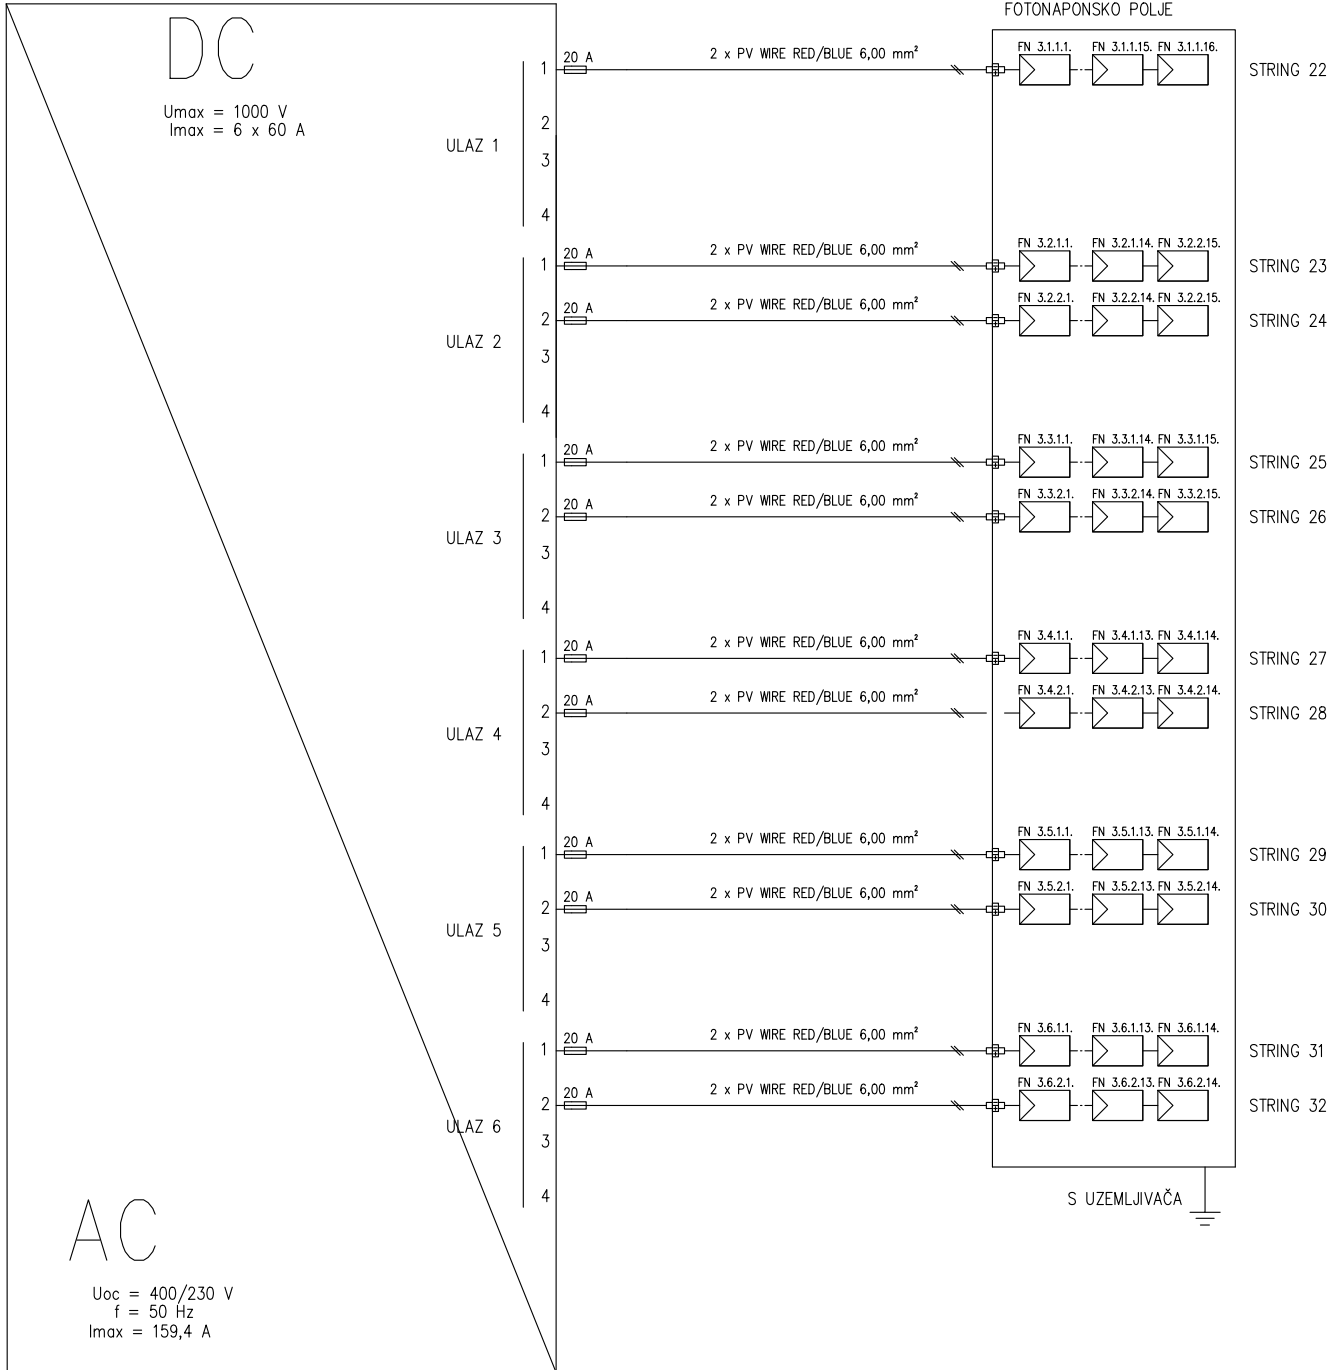 FOTONAPONSKO POLJE
DC
Umax = 1000 V
Imax = 6 x 60 A
ULAZ 1
1 20 A 2 x PV WIRE RED/BLUE 6,00 mm² FN 3.1.1.1. FN 3.1.1.15. FN 3.1.1.16. STRING 22
2
3
4
ULAZ 2
1 20 A 2 x PV WIRE RED/BLUE 6,00 mm² FN 3.2.1.1. FN 3.2.1.14. FN 3.2.2.15. STRING 23
2 20 A 2 x PV WIRE RED/BLUE 6,00 mm² FN 3.2.2.1. FN 3.2.2.14. FN 3.2.2.15. STRING 24
3
4
ULAZ 3
1 20 A 2 x PV WIRE RED/BLUE 6,00 mm² FN 3.3.1.1. FN 3.3.1.14. FN 3.3.1.15. STRING 25
2 20 A 2 x PV WIRE RED/BLUE 6,00 mm² FN 3.3.2.1. FN 3.3.2.14. FN 3.3.2.15. STRING 26
3
4
ULAZ 4
1 20 A 2 x PV WIRE RED/BLUE 6,00 mm² FN 3.4.1.1. FN 3.4.1.13. FN 3.4.1.14. STRING 27
2 20 A 2 x PV WIRE RED/BLUE 6,00 mm² FN 3.4.2.1. FN 3.4.2.13. FN 3.4.2.14. STRING 28
3
4
ULAZ 5
1 20 A 2 x PV WIRE RED/BLUE 6,00 mm² FN 3.5.1.1. FN 3.5.1.13. FN 3.5.1.14. STRING 29
2 20 A 2 x PV WIRE RED/BLUE 6,00 mm² FN 3.5.2.1. FN 3.5.2.13. FN 3.5.2.14. STRING 30
3
4
ULAZ 6
1 20 A 2 x PV WIRE RED/BLUE 6,00 mm² FN 3.6.1.1. FN 3.6.1.13. FN 3.6.1.14. STRING 31
2 20 A 2 x PV WIRE RED/BLUE 6,00 mm² FN 3.6.2.1. FN 3.6.2.13. FN 3.6.2.14. STRING 32
3
4
S UZEMLJIVAČA
AC
Uoc = 400/230 V
f = 50 Hz
Imax = 159,4 A